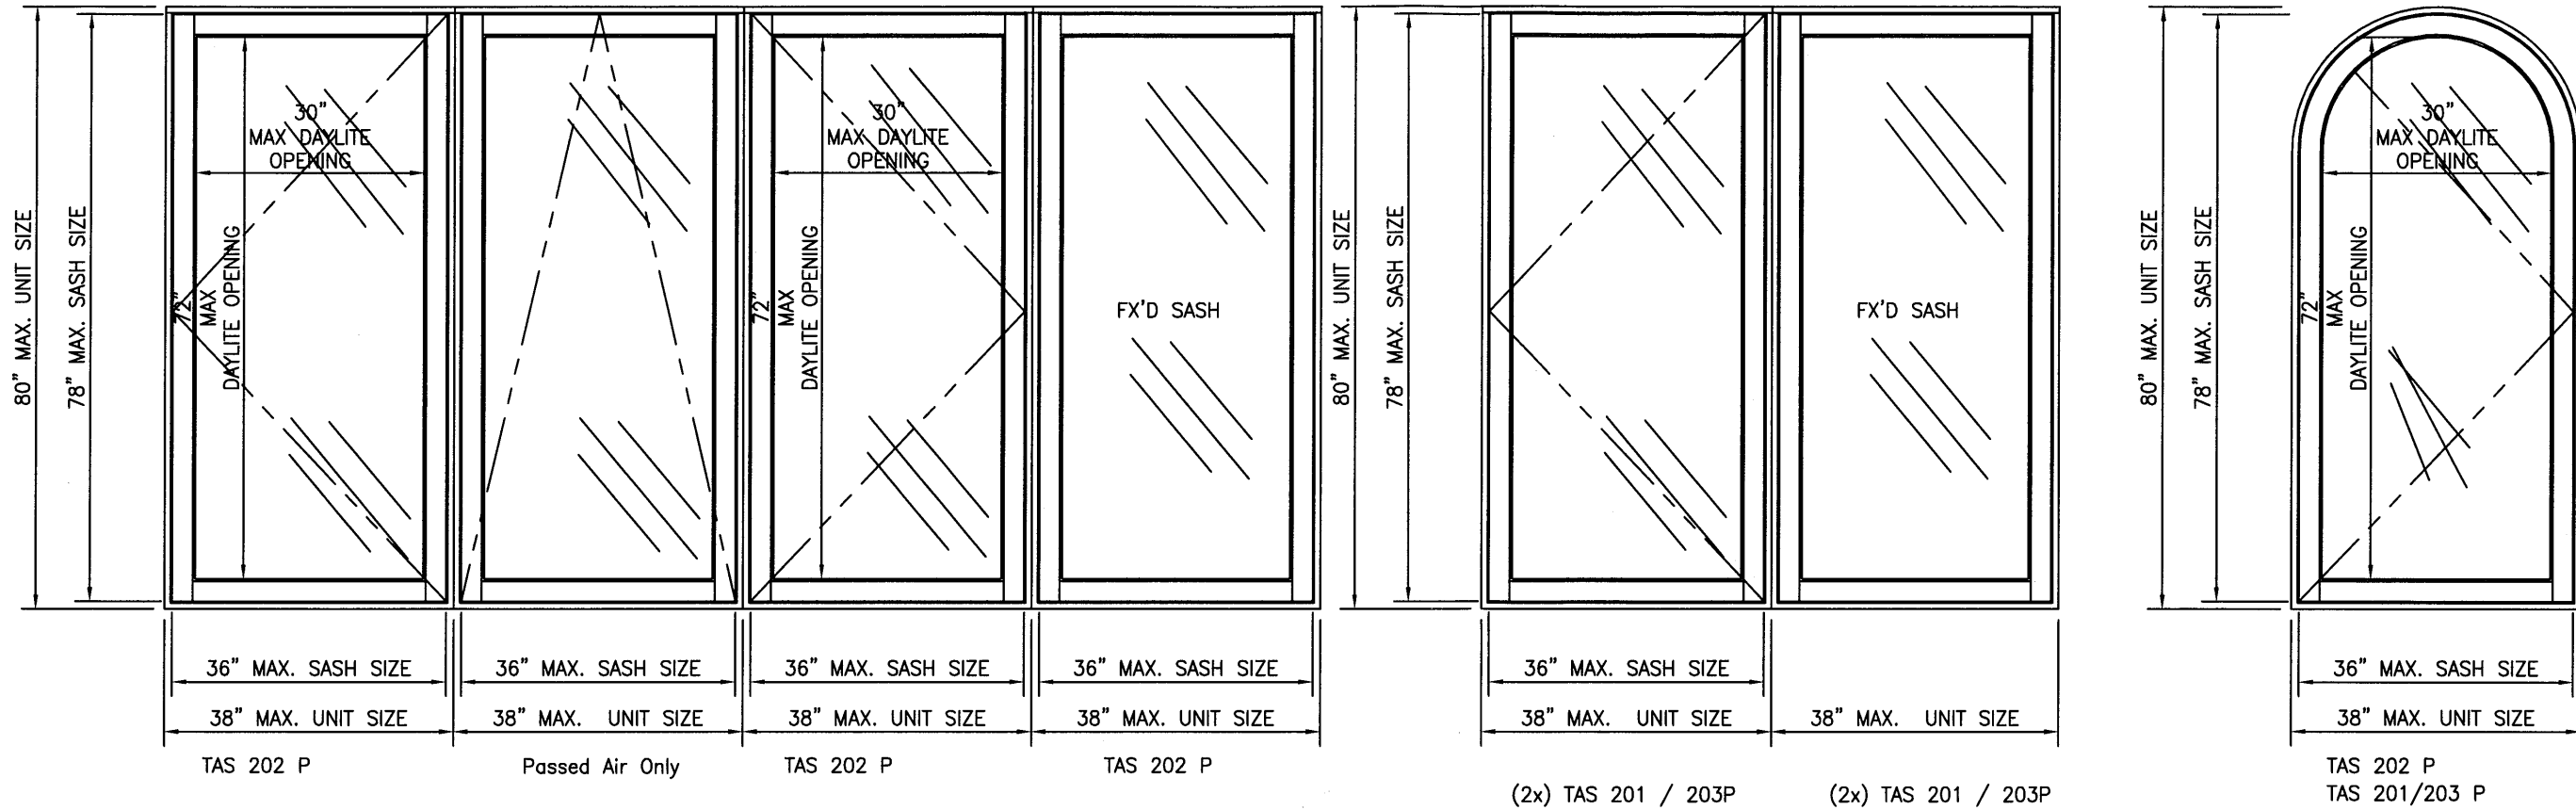 80" MAX. UNIT SIZE
78" MAX. SASH SIZE
30"
MAX DAYLITE
OPENING
72"
MAX
DAYLITE OPENING
30"
MAX DAYLITE
OPENING
72"
MAX
DAYLITE OPENING
FX'D SASH
36" MAX. SASH SIZE
36" MAX. SASH SIZE
36" MAX. SASH SIZE
36" MAX. SASH SIZE
38" MAX. UNIT SIZE
38" MAX. UNIT SIZE
38" MAX. UNIT SIZE
38" MAX. UNIT SIZE
TAS 202 P
Passed Air Only
TAS 202 P
TAS 202 P
80" MAX. UNIT SIZE
78" MAX. SASH SIZE
FX'D SASH
36" MAX. SASH SIZE
38" MAX. UNIT SIZE
38" MAX. UNIT SIZE
(2x) TAS 201 / 203P
(2x) TAS 201 / 203P
80" MAX. UNIT SIZE
78" MAX. SASH SIZE
30"
MAX DAYLITE
OPENING
72"
MAX
DAYLITE OPENING
36" MAX. SASH SIZE
38" MAX. UNIT SIZE
TAS 202 P
TAS 201/203 P